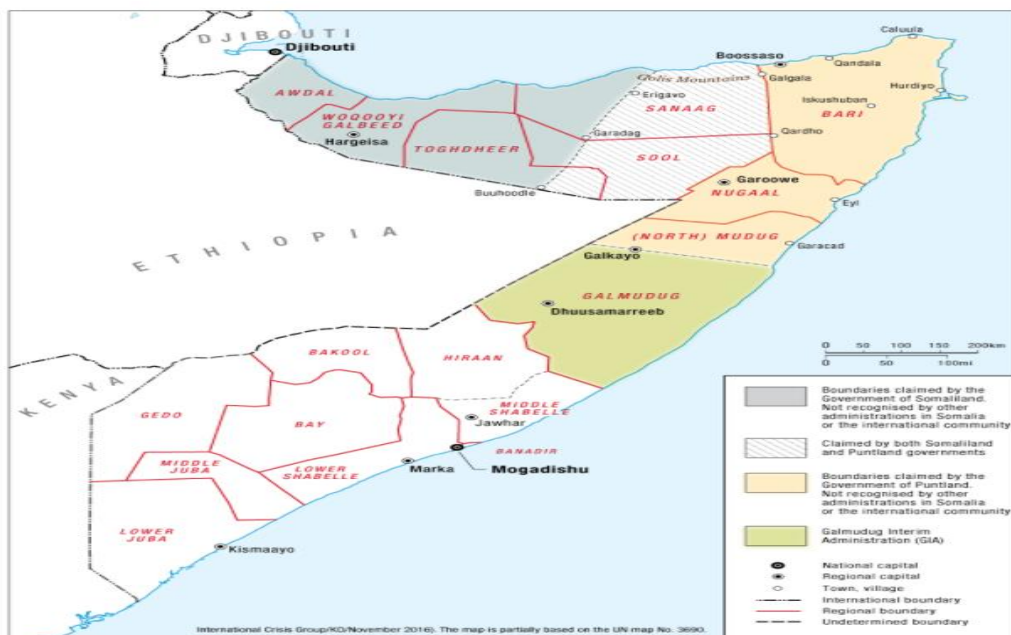 DJIBOUTI
Djibouti
Caluula
Boossaso
Qandala
Golis Mountains
Galgala
Hurdiyo
AWDAL
Erigavo
Iskushuban
SANAAG
BARI
WOQOOYI
GALBEED
Hargeisa
Garadag
Qardho
TOGHDHEER
SOOL
Garoowe
Buuhoodle
NUGAAL
Eyl
ETHIOPIA
(NORTH) MUDUG
Garacad
Galkayo
GALMUDUG
Dhuusamarreeb
BAKOOL
HIRAAN
KENYA
GEDO
BAY
MIDDLE
SHABELLE
Jawhar
BANADIR
MIDDLE
JUBA
LOWER
SHABELLE
Marka
Mogadishu
LOWER
JUBA
Kismaayo
0 50 100 150 200km
0 50 100mi
Boundaries claimed by the
Government of Somaliland.
Not recognised by other
administrations in Somalia
or the international community
Claimed by both Somaliland
and Puntland governments
Boundaries claimed by the
Government of Puntland.
Not recognised by other
administrations in Somalia
or the international community
Galmudug Interim
Administration (GIA)
National capital
Regional capital
Town, village
International boundary
Regional boundary
Undetermined boundary
International Crisis Group/KD/November 2016). The map is partially based on the UN map No. 3690.